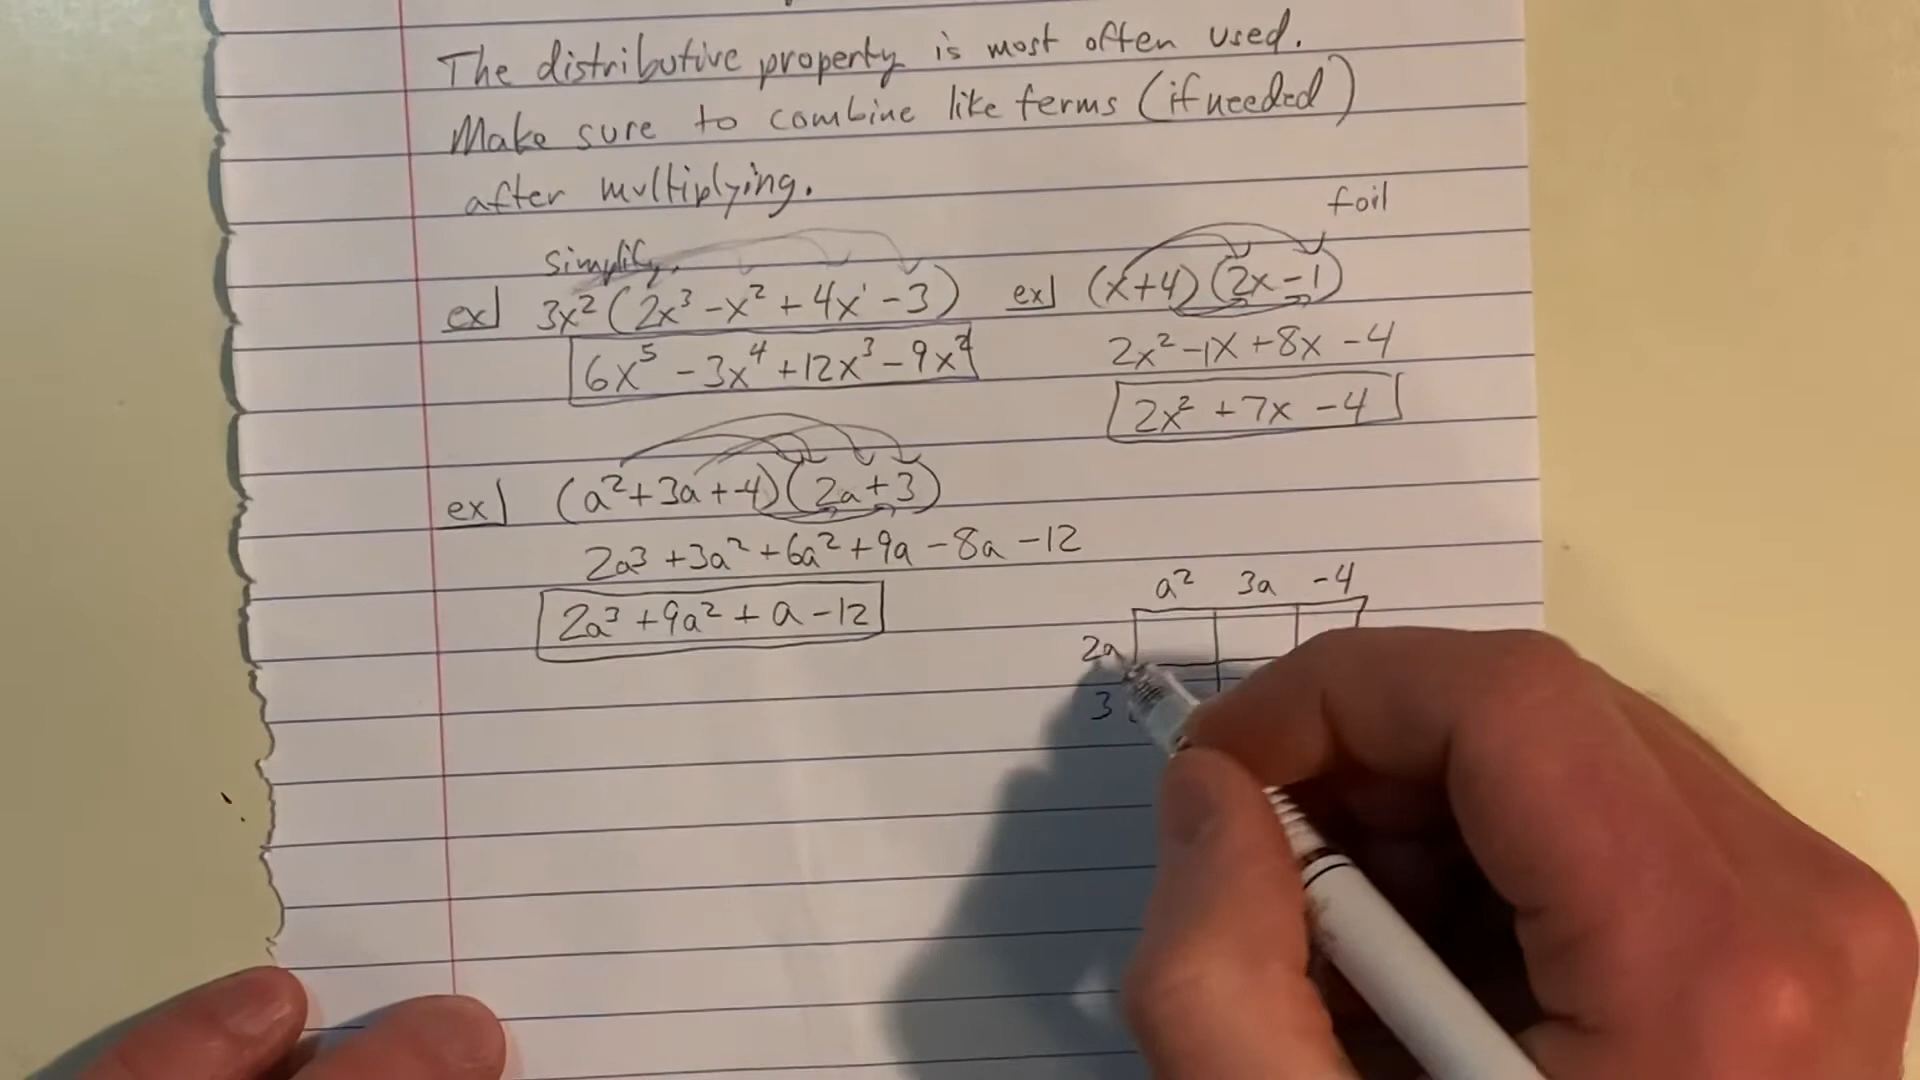 The distributive property is most often used.
Make sure to combine like terms (if needed)
after multiplying.
foil
simplify.
ex] 3x² (2x³ - x² + 4x¹ - 3)
6x⁵ - 3x⁴ + 12x³ - 9x²
ex] (x+4)(2x-1)
2x² - 1x + 8x - 4
2x² + 7x - 4
ex] (a² + 3a + -4)(2a + 3)
2a³ + 3a² + 6a² + 9a - 8a - 12
2a³ + 9a² + a - 12
a² 3a -4
2a
3